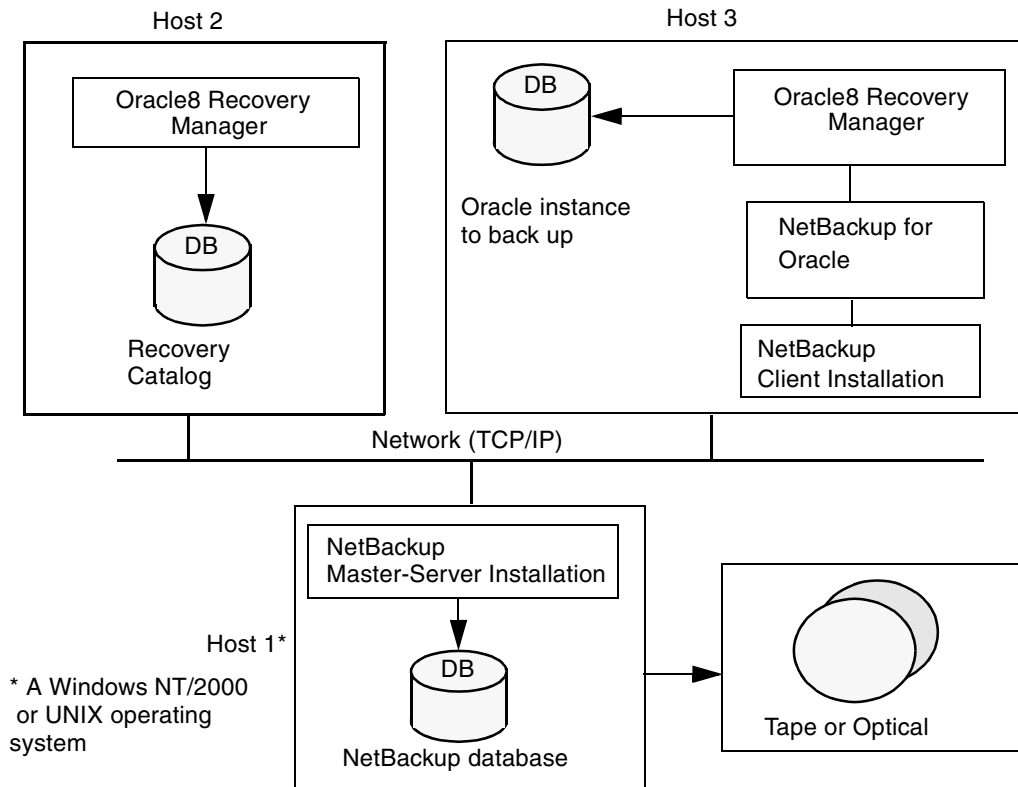 Host 2
Oracle8 Recovery
Manager
DB
Recovery
Catalog
Host 3
DB
Oracle instance
to back up
Oracle8 Recovery
Manager
NetBackup for
Oracle
NetBackup
Client Installation
Network (TCP/IP)
NetBackup
Master-Server Installation
Host 1*
DB
NetBackup database
* A Windows NT/2000
or UNIX operating
system
Tape or Optical